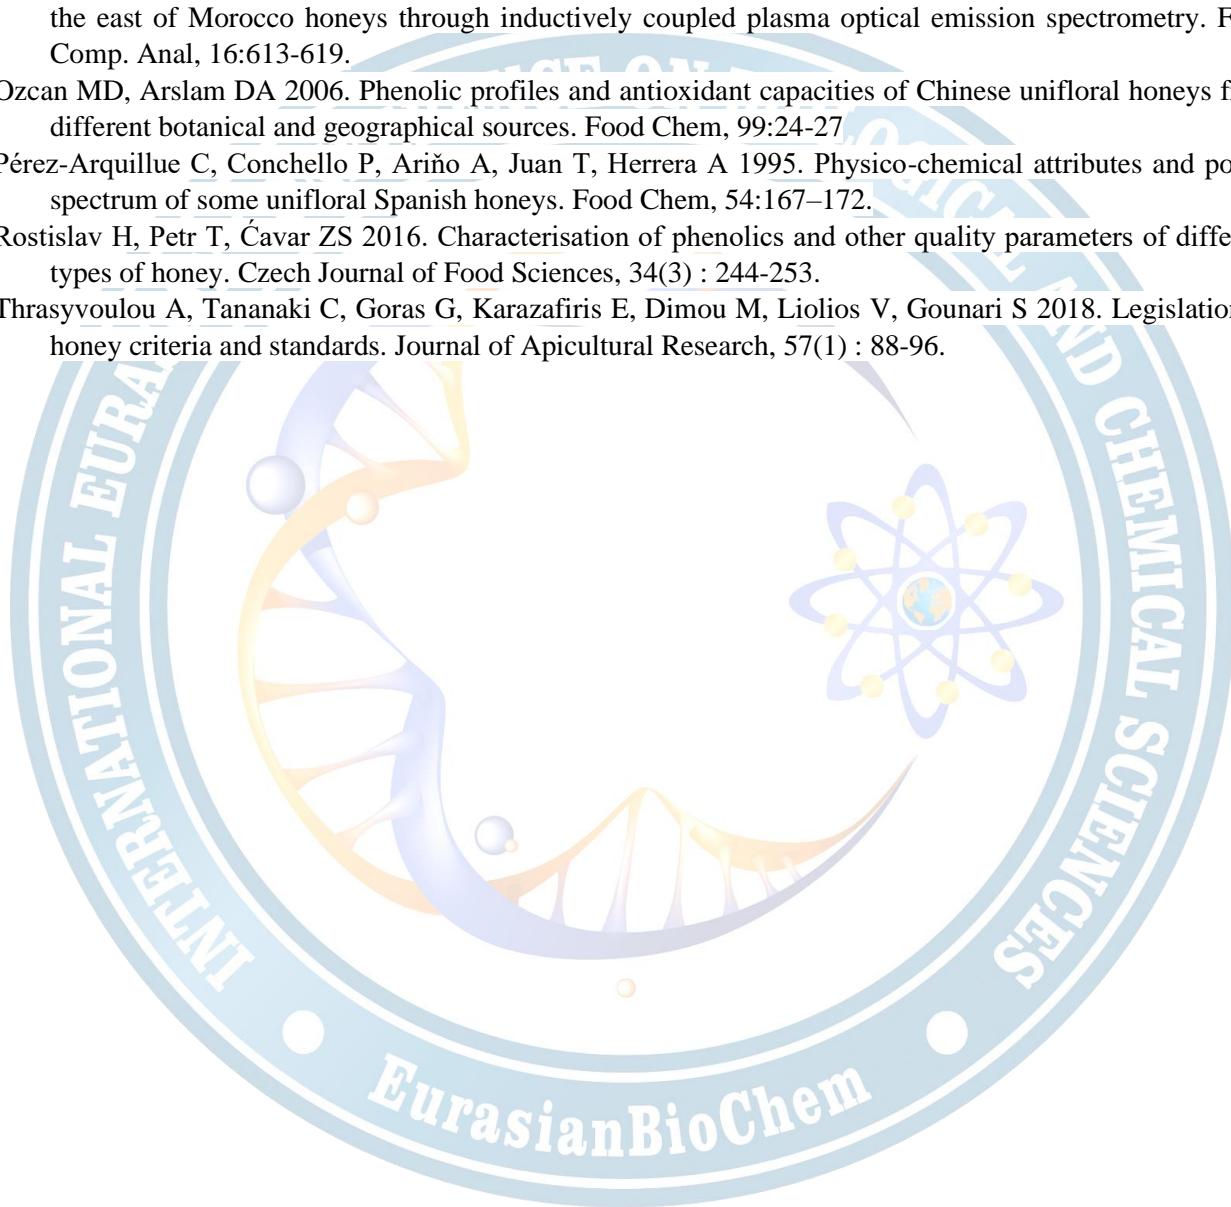 the east of Morocco honeys through inductively coupled plasma optical emission spectrometry. F
Comp. Anal, 16:613-619.
Ozcan MD, Arslam DA 2006. Phenolic profiles and antioxidant capacities of Chinese unifloral honeys f
different botanical and geographical sources. Food Chem, 99:24-27
Pérez-Arquillue C, Conchello P, Ariňo A, Juan T, Herrera A 1995. Physico-chemical attributes and po
spectrum of some unifloral Spanish honeys. Food Chem, 54:167–172.
Rostislav H, Petr T, Ćavar ZS 2016. Characterisation of phenolics and other quality parameters of diffe
types of honey. Czech Journal of Food Sciences, 34(3) : 244-253.
Thrasyvoulou A, Tananaki C, Goras G, Karazafiris E, Dimou M, Liolios V, Gounari S 2018. Legislation
honey criteria and standards. Journal of Apicultural Research, 57(1) : 88-96.
INTERNATIONAL EURA
AND CHEMICAL SCIENCES
EurasianBioChem